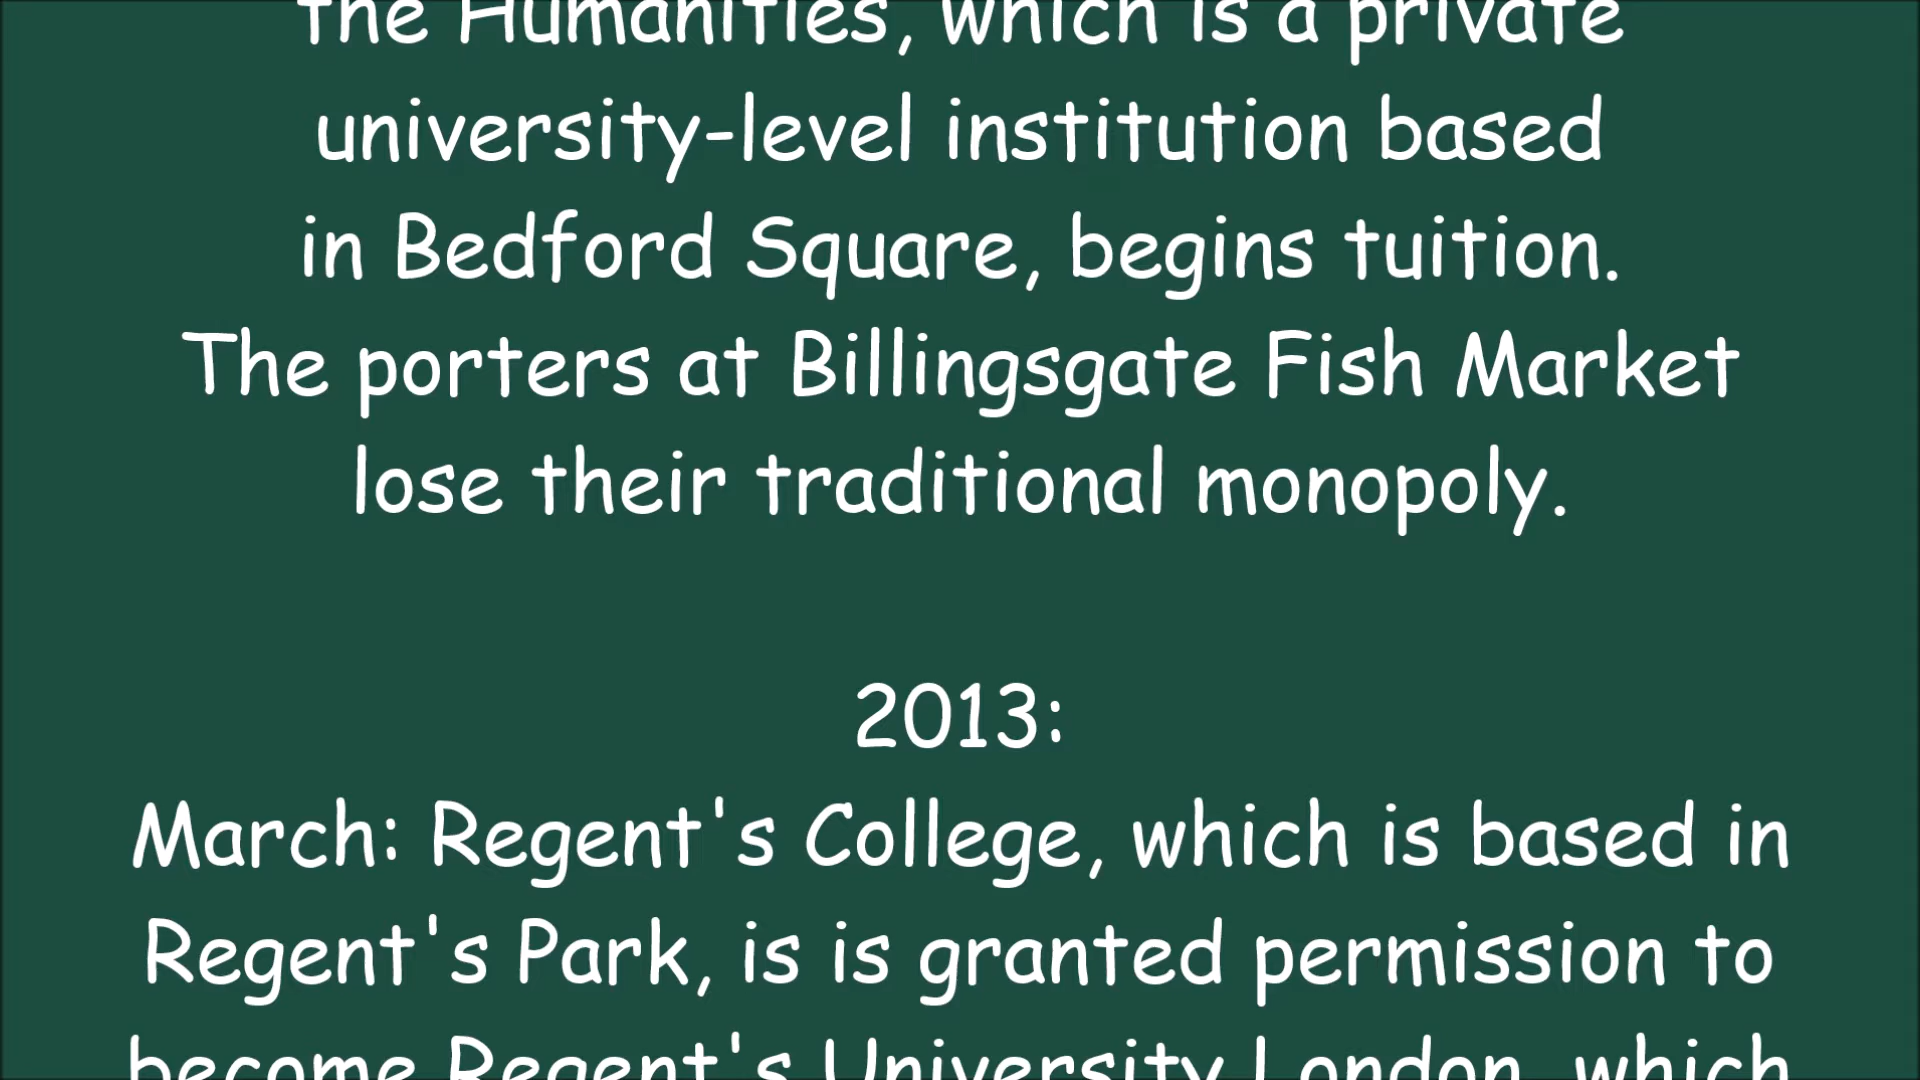 the Humanities, which is a private
university-level institution based
in Bedford Square, begins tuition.
The porters at Billingsgate Fish Market
lose their traditional monopoly.
2013:
March: Regent's College, which is based in
Regent's Park, is is granted permission to
become Regent's University London, which